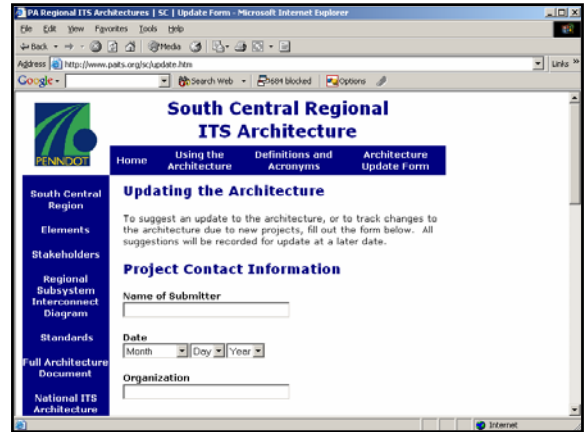 PA Regional ITS Architectures | SC | Update Form - Microsoft Internet Explorer
File Edit View Favorites Tools Help
Back Search Media
Address http://www.paits.org/sc/update.htm Links »
Google - Search Web 3684 blocked Options
South Central Regional
ITS Architecture
PENNDOT
Home Using the Architecture Definitions and Acronyms Architecture Update Form
South Central
Region
Elements
Stakeholders
Regional
Subsystem
Interconnect
Diagram
Standards
Full Architecture
Document
National ITS
Architecture
Updating the Architecture
To suggest an update to the architecture, or to track changes to
the architecture due to new projects, fill out the form below. All
suggestions will be recorded for update at a later date.
Project Contact Information
Name of Submitter
Date
Month Day Year
Organization
Internet